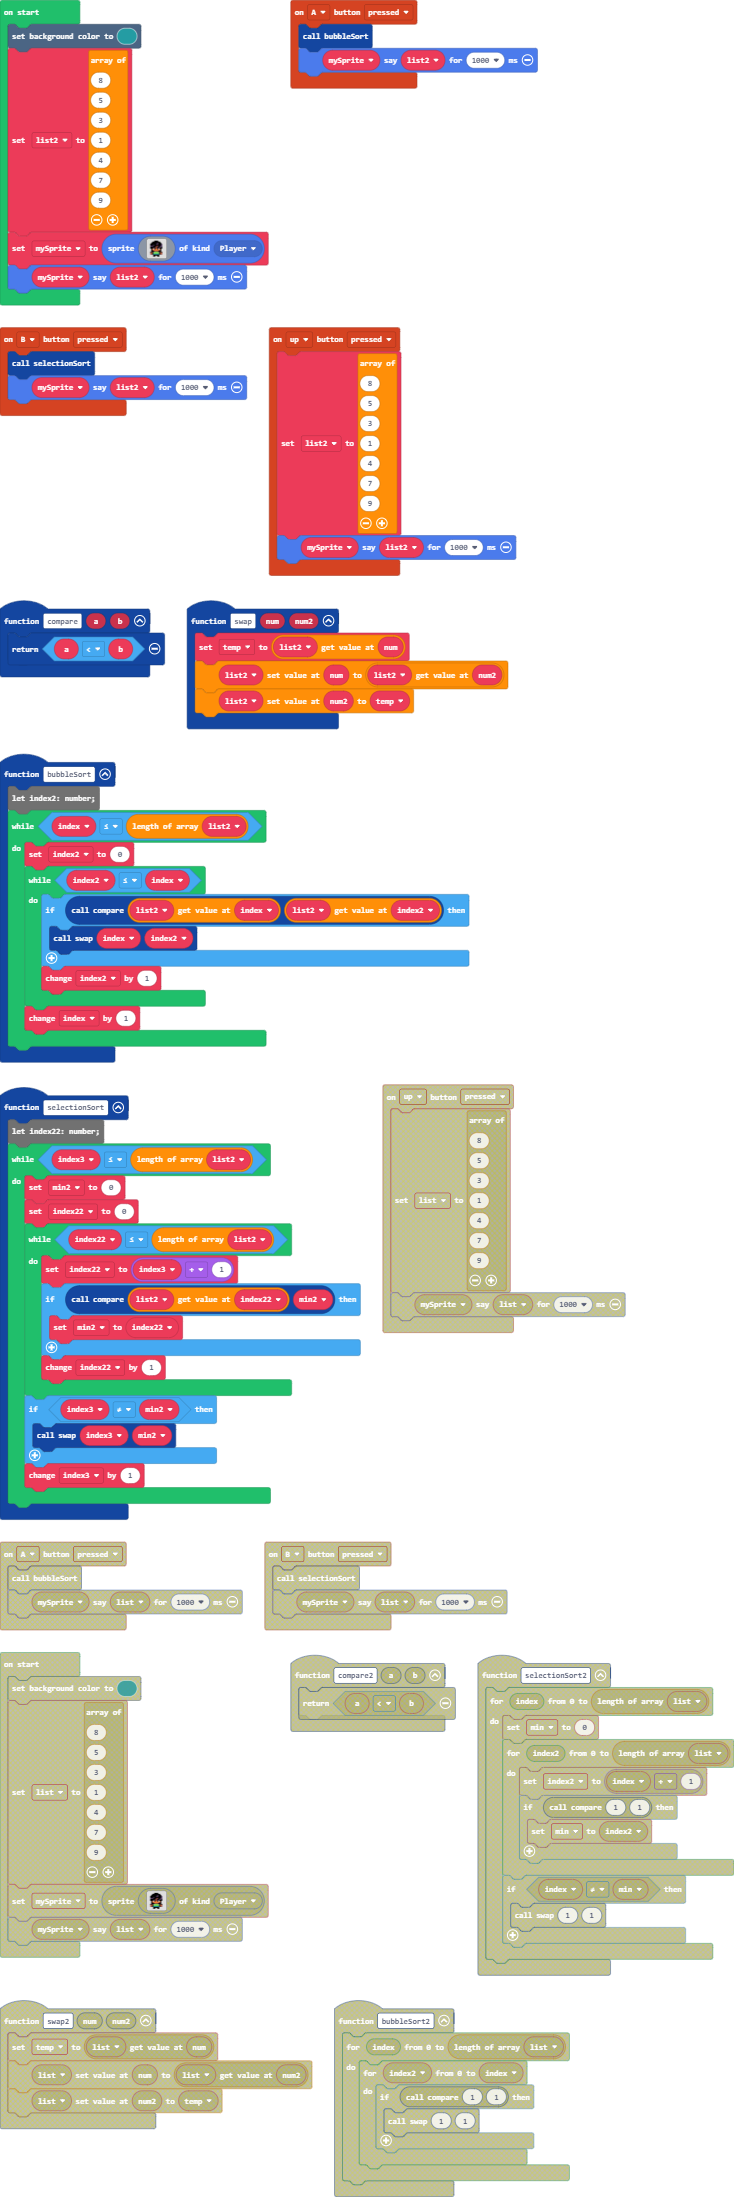 on start
set background color to
set list2 to array of
8
5
3
1
4
7
9
set mySprite to sprite of kind Player
mySprite say list2 for 1000 ms
on A button pressed
call bubbleSort
mySprite say list2 for 1000 ms
on B button pressed
call selectionSort
mySprite say list2 for 1000 ms
on up button pressed
set list2 to array of
8
5
3
1
4
7
9
mySprite say list2 for 1000 ms
function compare a b
return a < b
function swap num num2
set temp to list2 get value at num
list2 set value at num to list2 get value at num2
list2 set value at num2 to temp
function bubbleSort
let index2: number;
while index ≤ length of array list2
do
set index2 to 0
while index2 ≤ index
do
if call compare list2 get value at index list2 get value at index2 then
call swap index index2
change index2 by 1
change index by 1
function selectionSort
let index22: number;
while index3 ≤ length of array list2
do
set min2 to 0
set index22 to 0
while index22 ≤ length of array list2
do
set index22 to index3 + 1
if call compare list2 get value at index22 min2 then
set min2 to index22
change index22 by 1
if index3 ≠ min2 then
call swap index3 min2
change index3 by 1
on up button pressed
set list to array of
8
5
3
1
4
7
9
mySprite say list for 1000 ms
on A button pressed
call bubbleSort
mySprite say list for 1000 ms
on B button pressed
call selectionSort
mySprite say list for 1000 ms
on start
set background color to
set list to array of
8
5
3
1
4
7
9
set mySprite to sprite of kind Player
mySprite say list for 1000 ms
function compare2 a b
return a < b
function selectionSort2
for index from 0 to length of array list
do
set min to 0
for index2 from 0 to length of array list
do
set index2 to index + 1
if call compare 1 1 then
set min to index2
if index ≠ min then
call swap 1 1
function swap2 num num2
set temp to list get value at num
list set value at num to list get value at num2
list set value at num2 to temp
function bubbleSort2
for index from 0 to length of array list
do
for index2 from 0 to index
do
if call compare 1 1 then
call swap 1 1